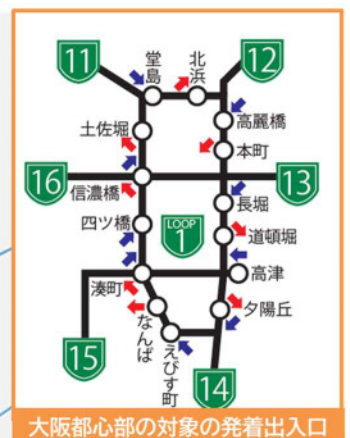 11
堂島
北浜
12
土佐堀
高麗橋
本町
16
信濃橋
13
四ツ橋
LOOP
1
長堀
道頓堀
湊町
高津
なんば
えびす町
夕陽丘
15
14
大阪都心部の対象の発着出入口